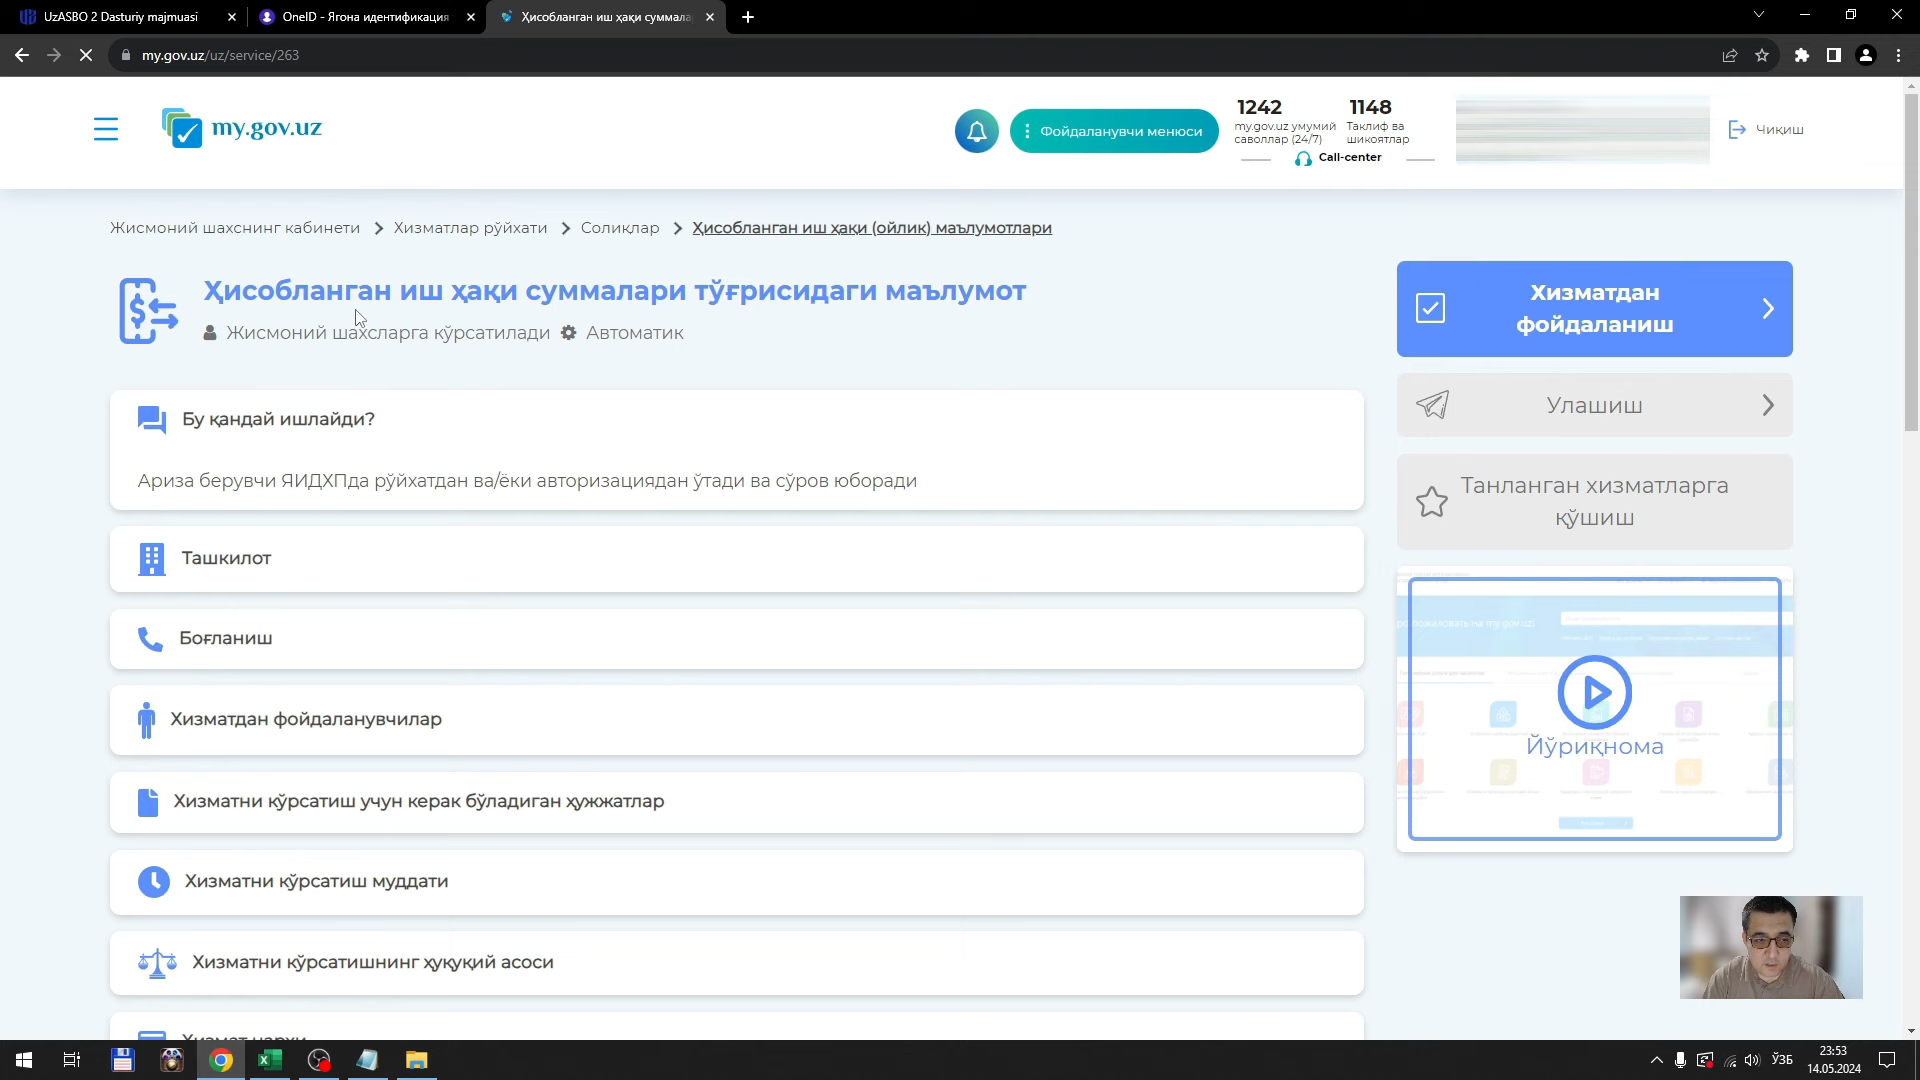 UzASBO 2 Dasturiy majmuasi
OneID - Ягона идентификация
Ҳисобланган иш ҳақи суммала
my.gov.uz/uz/service/263
my.gov.uz
Фойдаланувчи менюси
1242
my.gov.uz умумий
саволлар (24/7)
1148
Таклиф ва
шикоятлар
Call-center
Чиқиш
Жисмоний шахснинг кабинети
Хизматлар рўйхати
Солиқлар
Ҳисобланган иш ҳақи (ойлик) маълумотлари
Ҳисобланган иш ҳақи суммалари тўғрисидаги маълумот
Жисмоний шахсларга кўрсатилади
Автоматик
Бу қандай ишлайди?
Ариза берувчи ЯИДХПда рўйхатдан ва/ёки авторизациядан ўтади ва сўров юборади
Ташкилот
Боғланиш
Хизматдан фойдаланувчилар
Хизматни кўрсатиш учун керак бўладиган ҳужжатлар
Хизматни кўрсатиш муддати
Хизматни кўрсатишнинг ҳуқуқий асоси
Хизмат нархи
Хизматдан
фойдаланиш
Улашиш
Танланган хизматларга
қўшиш
Йўриқнома
ЎЗБ
23:53
14.05.2024